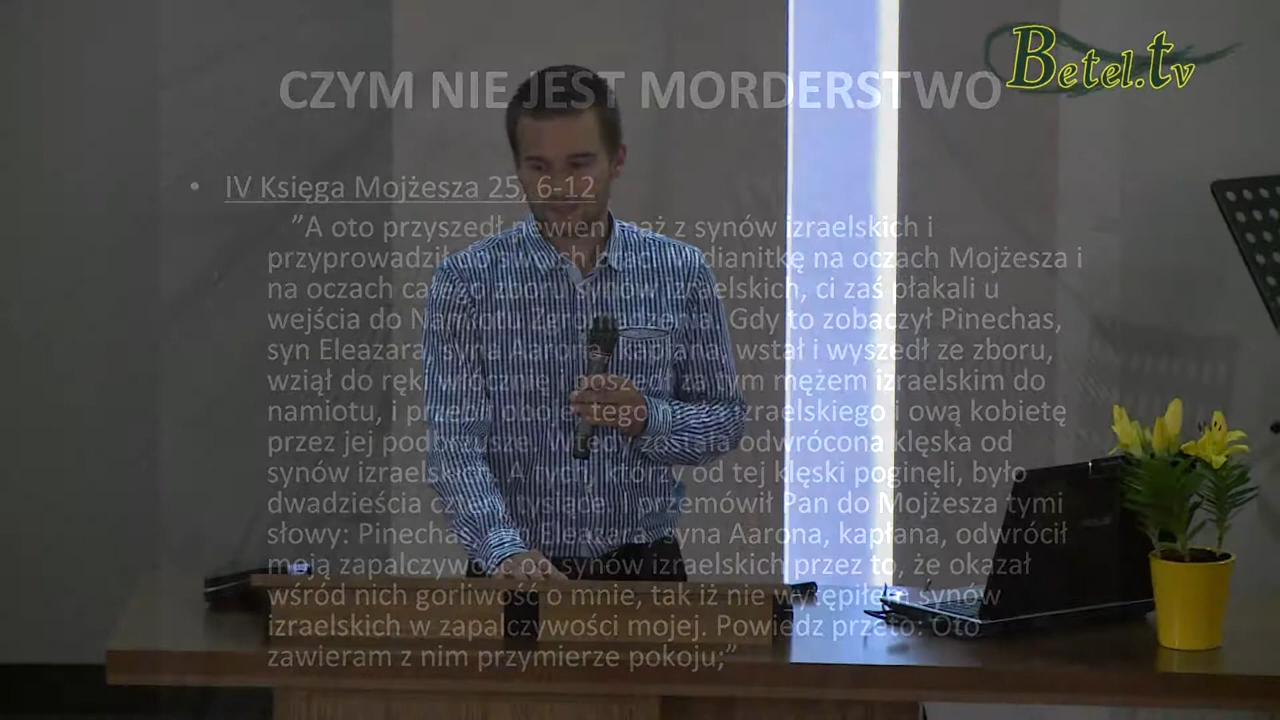 Betel.tv
CZYM NIE JEST MORDERSTWO
• IV Księga Mojżesza 25, 6-12
”A oto przyszedł pewien mąż z synów izraelskich i
przyprowadził do swoich braci Midianitkę na oczach Mojżesza i
na oczach całego zboru synów izraelskich, ci zaś płakali u
wejścia do Namiotu Zgromadzenia. Gdy to zobaczył Pinechas,
syn Eleazara, syna Aarona, kapłana, wstał i wyszedł ze zboru,
wziął do ręki włócznię i wszedł za tym mężem izraelskim do
namiotu, i przebił oboje, tego męża izraelskiego i ową kobietę
przez jej podbrzusze. Wtedy została odwrócona klęska od
synów izraelskich. A tych, którzy od tej klęski poginęli, było
dwadzieścia cztery tysiące. I przemówił Pan do Mojżesza tymi
słowy: Pinechas, syn Eleazara, syna Aarona, kapłana, odwrócił
moją zapalczywość od synów izraelskich przez to, że okazał
wśród nich gorliwość o mnie, tak iż nie wytępiłem synów
izraelskich w zapalczywości mojej. Powiedz przeto: Oto
zawieram z nim przymierze pokoju;”